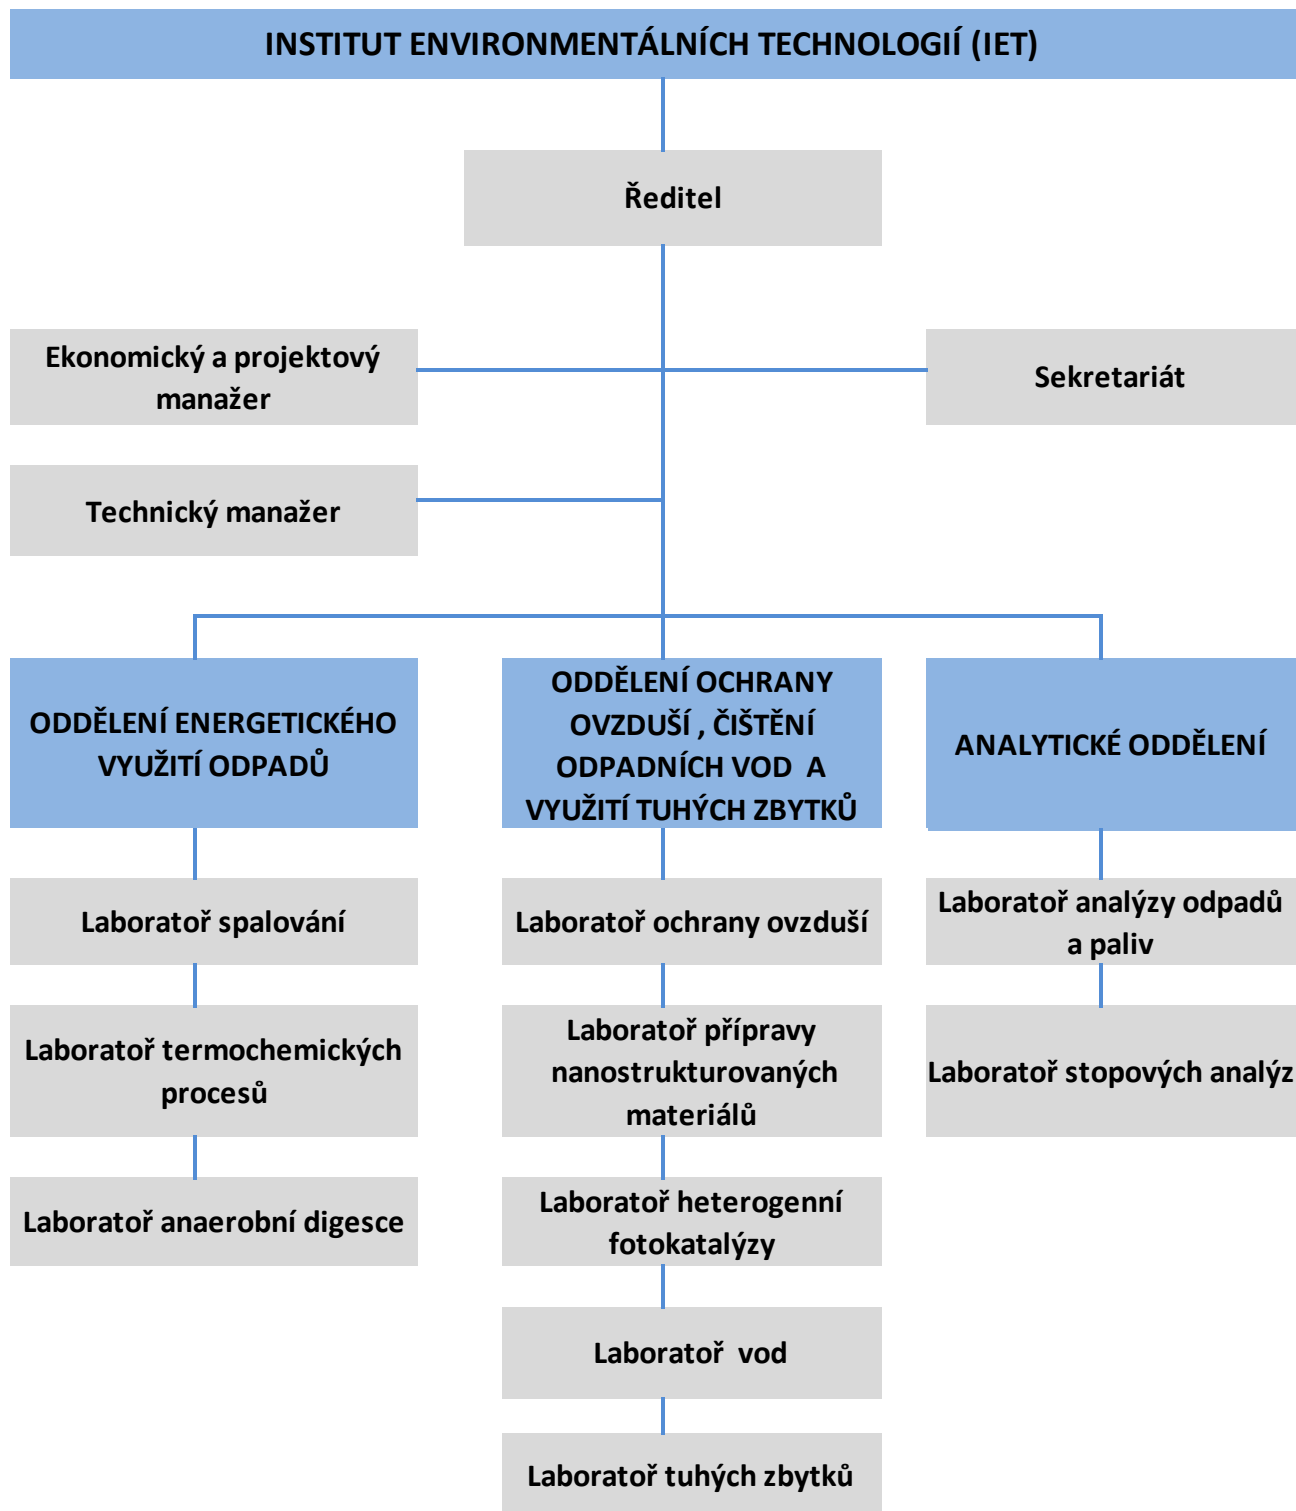 INSTITUT ENVIRONMENTÁLNÍCH TECHNOLOGIÍ (IET)
Ředitel
Ekonomický a projektový
manažer
Sekretariát
Technický manažer
ODDĚLENÍ ENERGETICKÉHO
VYUŽITÍ ODPADŮ
ODDĚLENÍ OCHRANY
OVZDUŠÍ , ČIŠTĚNÍ
ODPADNÍCH VOD  A
VYUŽITÍ TUHÝCH ZBYTKŮ
ANALYTICKÉ ODDĚLENÍ
Laboratoř spalování
Laboratoř termochemických
procesů
Laboratoř anaerobní digesce
Laboratoř ochrany ovzduší
Laboratoř přípravy
nanostrukturovaných
materiálů
Laboratoř heterogenní
fotokatalýzy
Laboratoř  vod
Laboratoř tuhých zbytků
Laboratoř analýzy odpadů
a paliv
Laboratoř stopových analýz